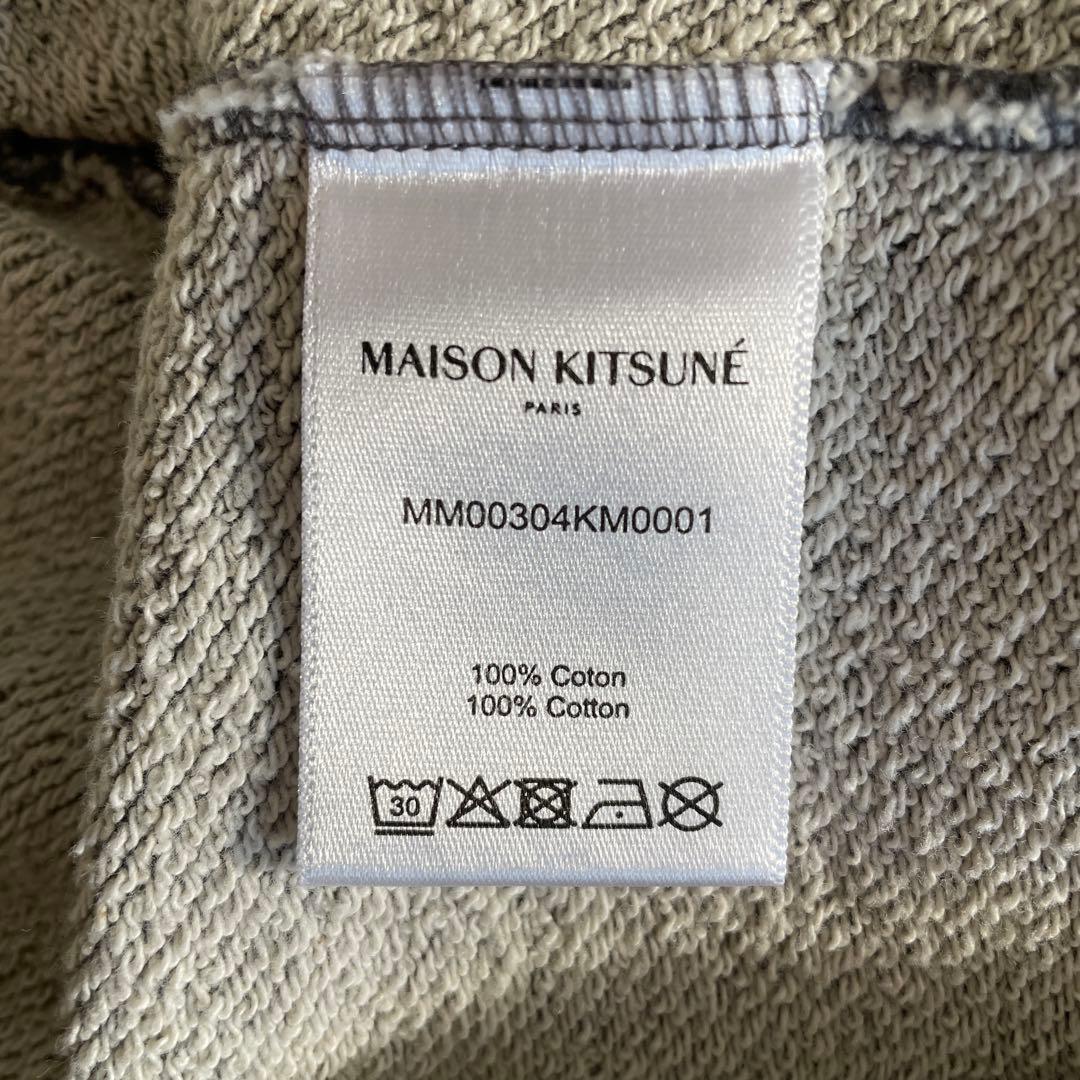 MAISON KITSUNÉ
PARIS
MM00304KM0001
100% Coton
100% Cotton
30